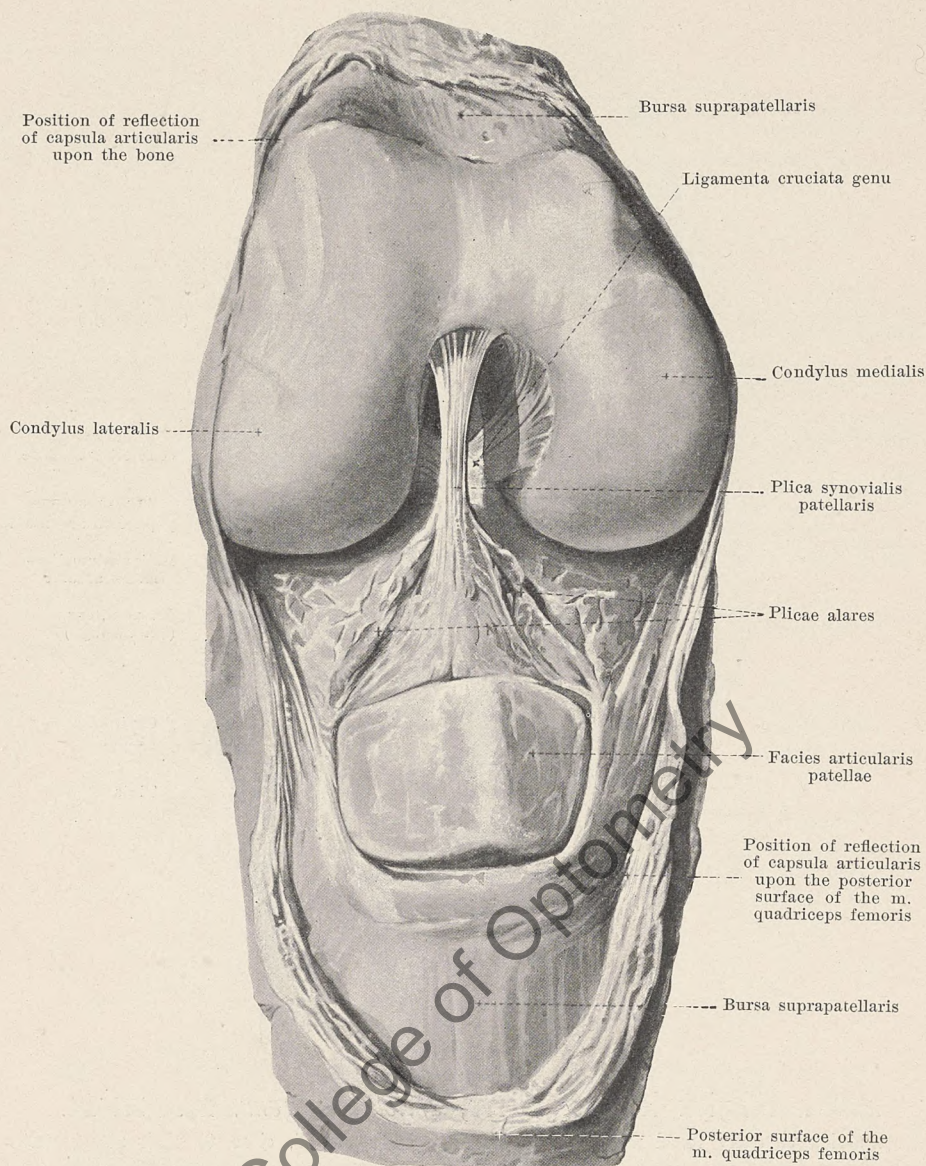 Position of reflection
of capsula articularis
upon the bone
Bursa suprapatellaris
Ligamenta cruciata genu
Condylus medialis
Condylus lateralis
Plica synovialis
patellaris
Plicae alares
Facies articularis
patellae
Position of reflection
of capsula articularis
upon the posterior
surface of the m.
quadriceps femoris
Bursa suprapatellaris
Posterior surface of the
m. quadriceps femoris
College of Optometry